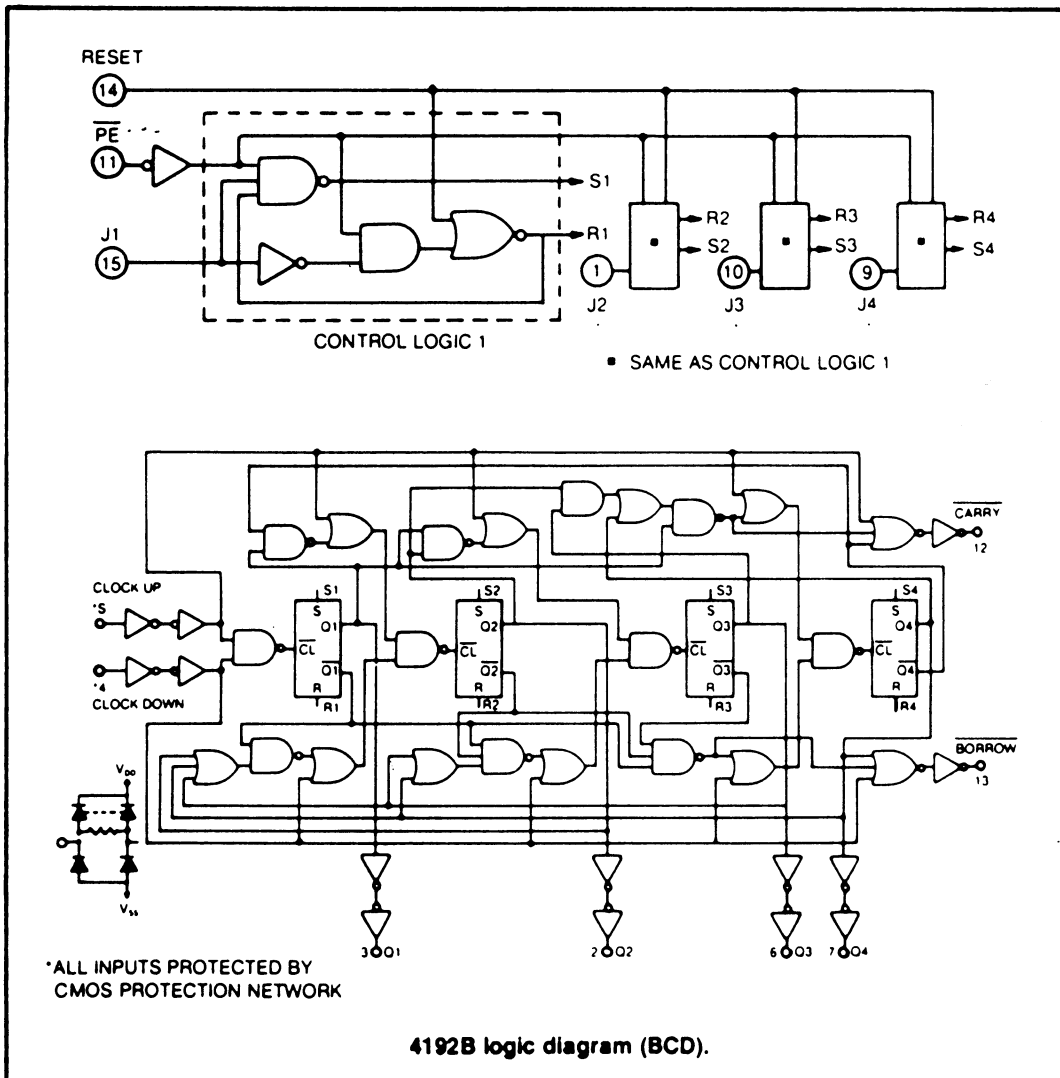 RESET
14
PE
11
J1
15
S1
R1
CONTROL LOGIC 1
1
J2
R2
S2
10
J3
R3
S3
9
J4
R4
S4
▪ SAME AS CONTROL LOGIC 1
CARRY
12
CLOCK UP
*5
*4
CLOCK DOWN
S1
S
Q1
CL
Q1
R
R1
S2
S
Q2
CL
Q2
R
R2
S3
S
Q3
CL
Q3
R
R3
S4
S
Q4
CL
Q4
R
R4
BORROW
13
VDD
VSS
3 Q1
2 Q2
6 Q3
7 Q4
*ALL INPUTS PROTECTED BY
CMOS PROTECTION NETWORK
4192B logic diagram (BCD).